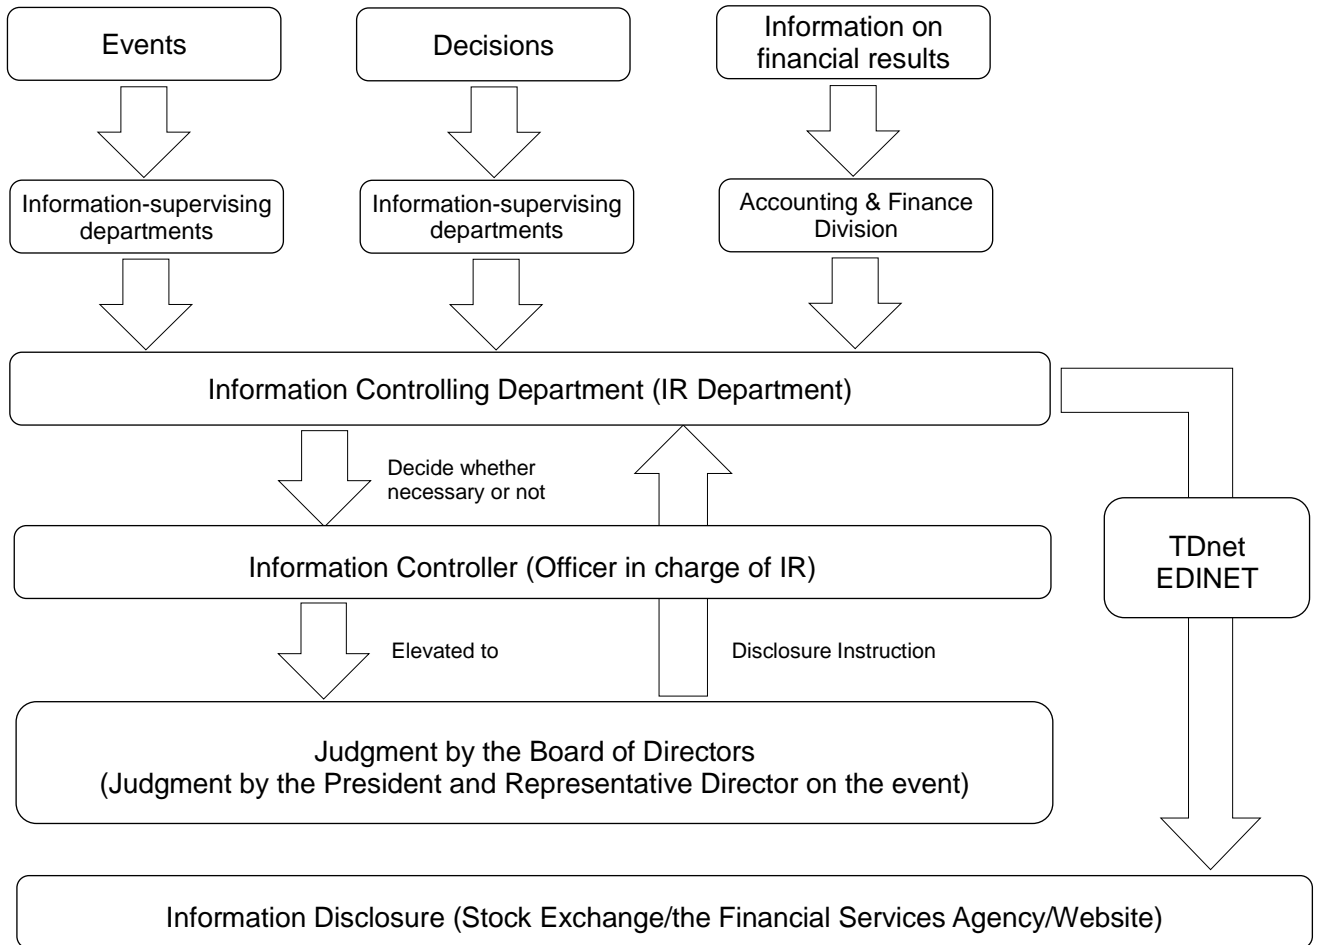 Events
Decisions
Information on
financial results
Information-supervising
departments
Information-supervising
departments
Accounting & Finance
Division
Information Controlling Department (IR Department)
Decide whether
necessary or not
Information Controller (Officer in charge of IR)
TDnet
EDINET
Elevated to
Disclosure Instruction
Judgment by the Board of Directors
(Judgment by the President and Representative Director on the event)
Information Disclosure (Stock Exchange/the Financial Services Agency/Website)